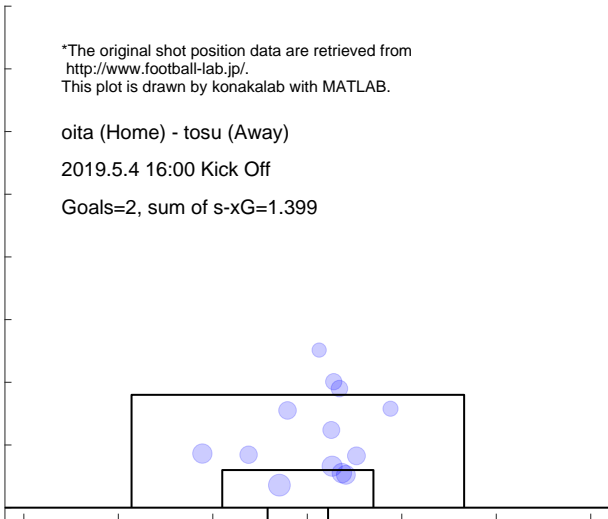 *The original shot position data are retrieved from
http://www.football-lab.jp/.
This plot is drawn by konakalab with MATLAB.
oita (Home) - tosu (Away)
2019.5.4 16:00 Kick Off
Goals=2, sum of s-xG=1.399